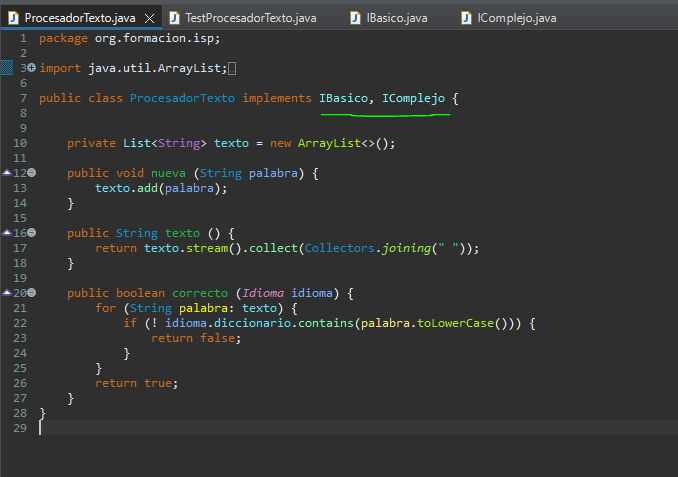 ProcesadorTexto.java TestProcesadorTexto.java IBasico.java IComplejo.java
1 package org.formacion.isp;
2
3 import java.util.ArrayList;
6
7 public class ProcesadorTexto implements IBasico, IComplejo {
8
9
10     private List<String> texto = new ArrayList<>();
11
12     public void nueva (String palabra) {
13         texto.add(palabra);
14     }
15
16     public String texto () {
17         return texto.stream().collect(Collectors.joining(" "));
18     }
19
20     public boolean correcto (Idioma idioma) {
21         for (String palabra: texto) {
22             if (! idioma.diccionario.contains(palabra.toLowerCase())) {
23                 return false;
24             }
25         }
26         return true;
27     }
28 }
29